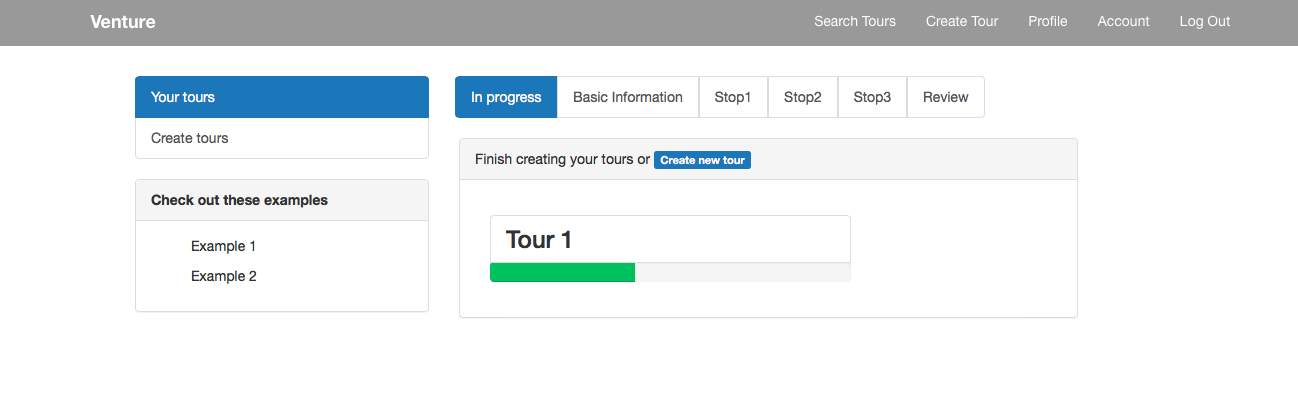 Venture
Search Tours Create Tour Profile Account Log Out
Your tours
Create tours
Check out these examples
Example 1
Example 2
In progress Basic Information Stop1 Stop2 Stop3 Review
Finish creating your tours or Create new tour
Tour 1